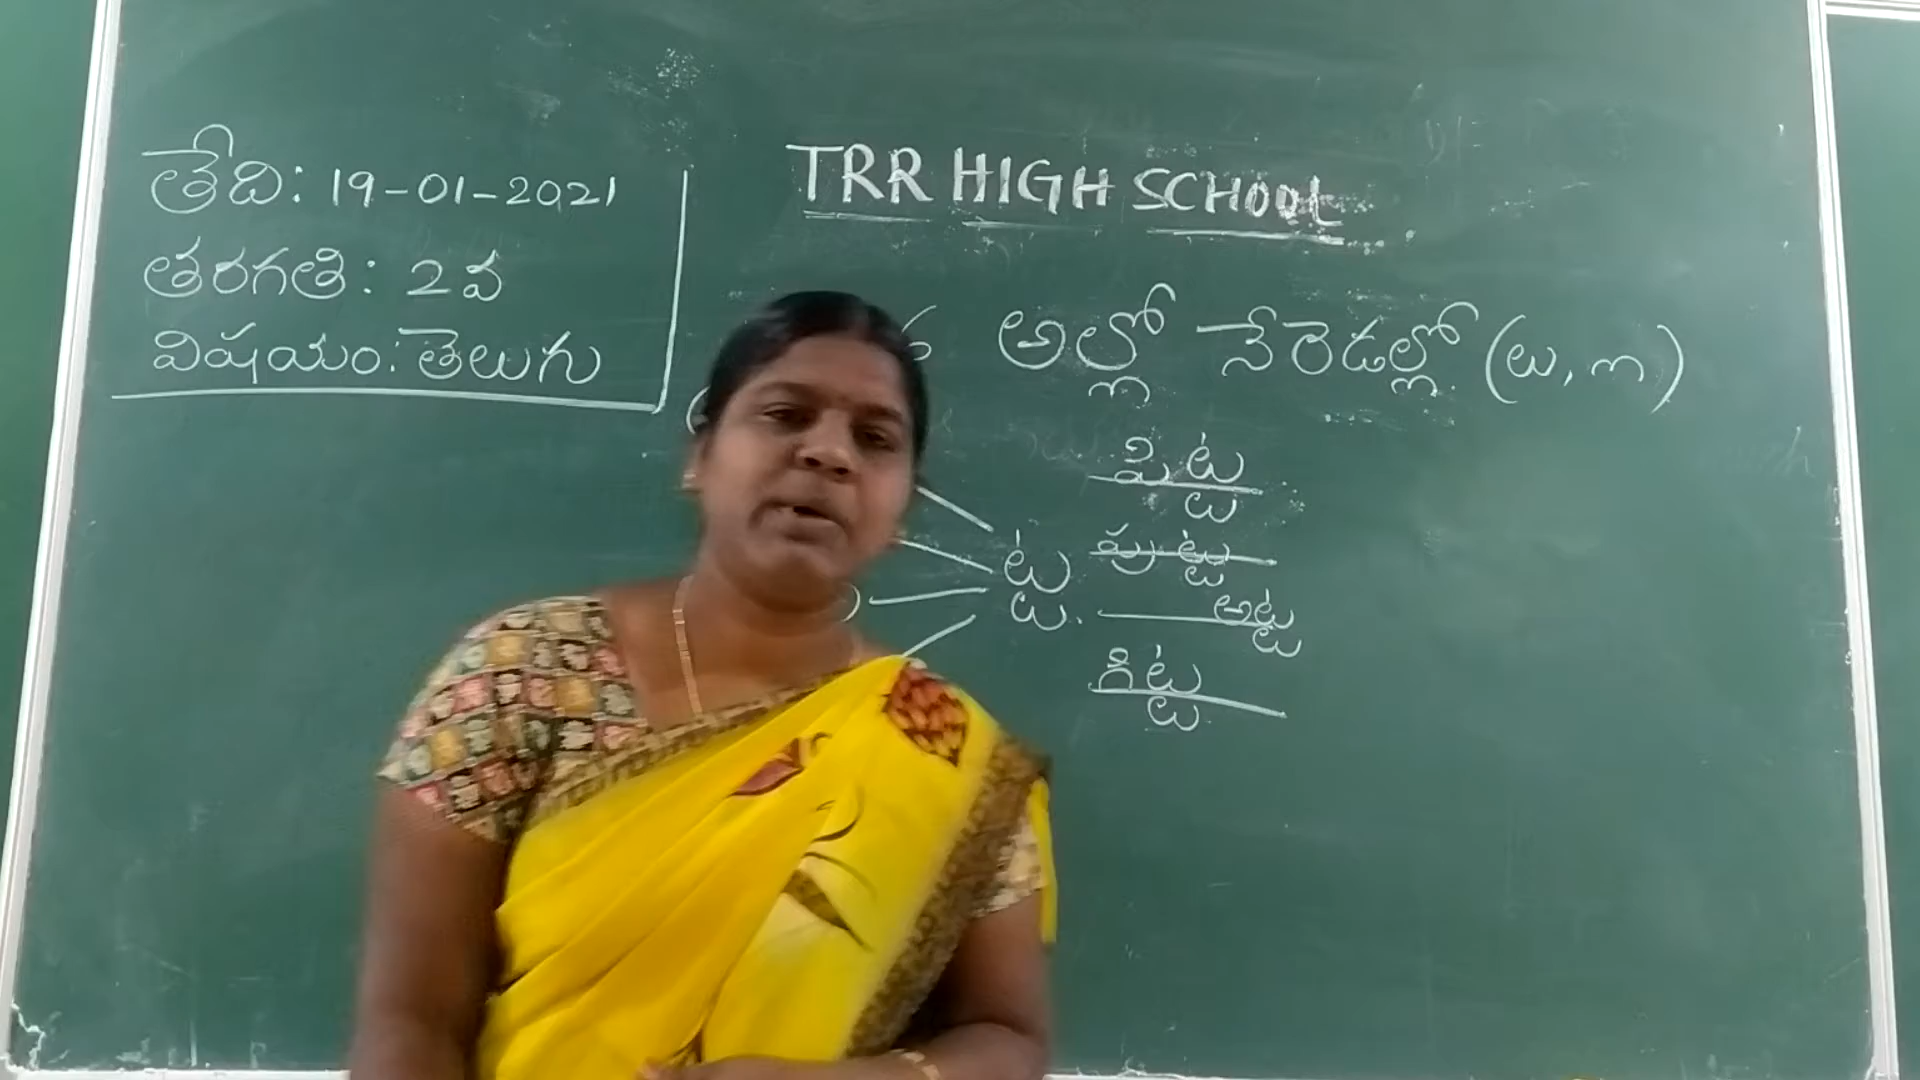 తేది: 19-01-2021
తరగతి: 2వ
విషయం: తెలుగు
TRR HIGH SCHOOL
అల్లో నేరెడల్లో (ట, ల)
పిట్ట
పుట్ట
ట్ట.
అట్ట
గిట్ట